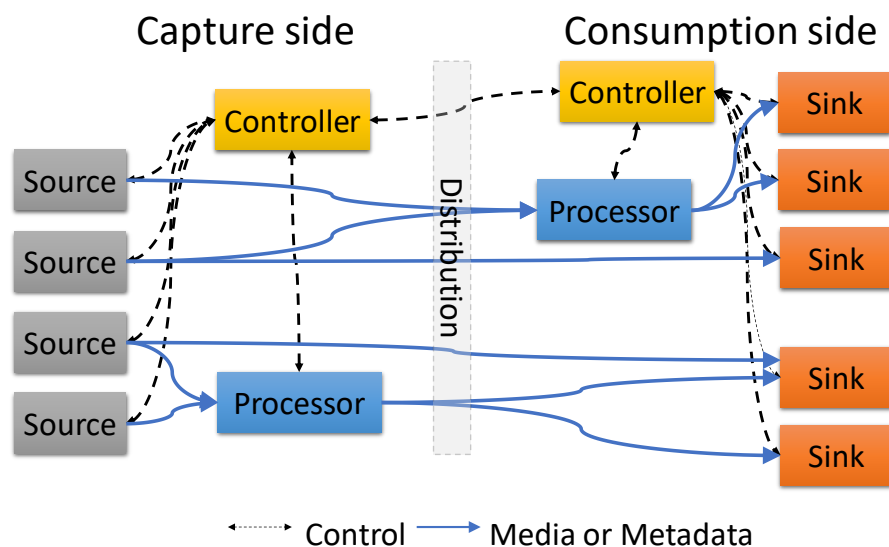 Capture side
Consumption side
Controller
Controller
Sink
Source
Sink
Distribution
Processor
Source
Sink
Source
Sink
Processor
Source
Sink
Control
Media or Metadata